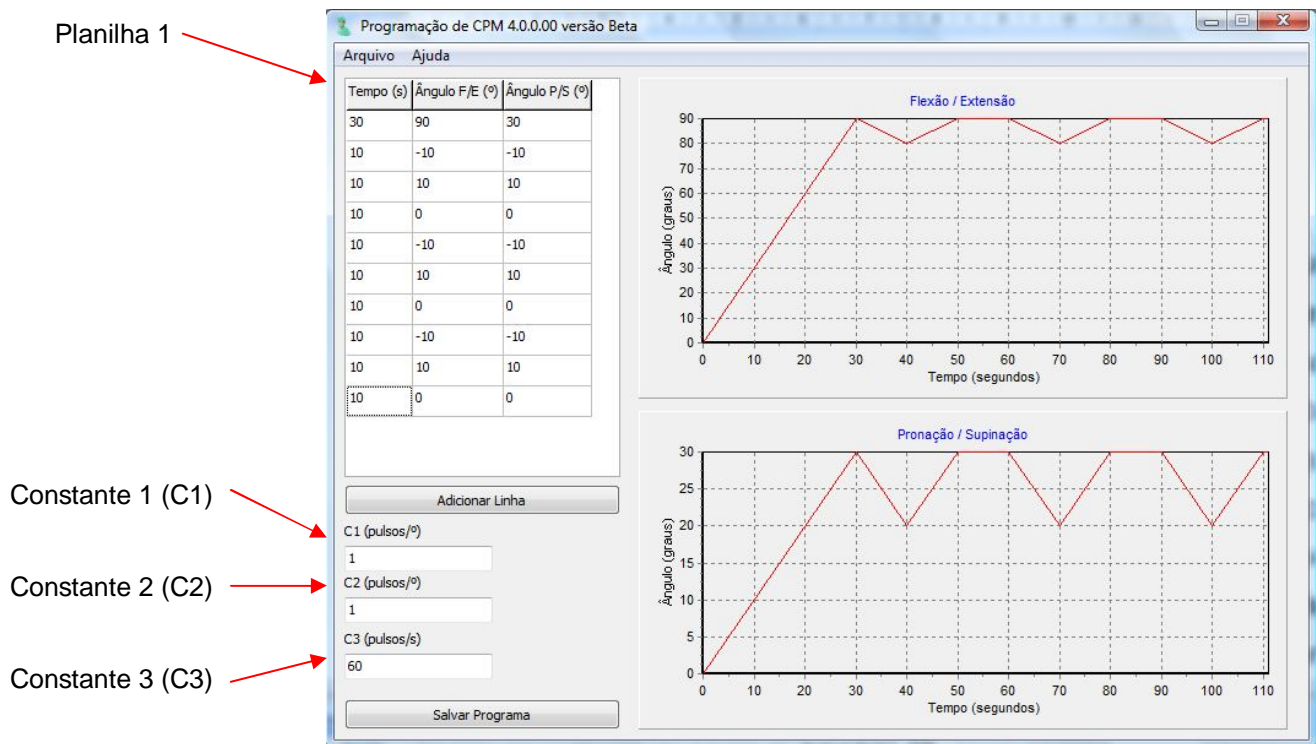 Planilha 1
Programação de CPM 4.0.0.00 versão Beta
Arquivo Ajuda
Tempo (s) Ângulo F/E (º) Ângulo P/S (º)
30 90 30
10 -10 -10
10 10 10
10 0 0
10 -10 -10
10 10 10
10 0 0
10 -10 -10
10 10 10
10 0 0
Adicionar Linha
Constante 1 (C1)
C1 (pulsos/º)
1
Constante 2 (C2)
C2 (pulsos/º)
1
C3 (pulsos/s)
60
Constante 3 (C3)
Salvar Programa
Flexão / Extensão
Ângulo (graus)
90
80
70
60
50
40
30
20
10
0
0 10 20 30 40 50 60 70 80 90 100 110
Tempo (segundos)
Pronação / Supinação
Ângulo (graus)
30
25
20
15
10
5
0
0 10 20 30 40 50 60 70 80 90 100 110
Tempo (segundos)